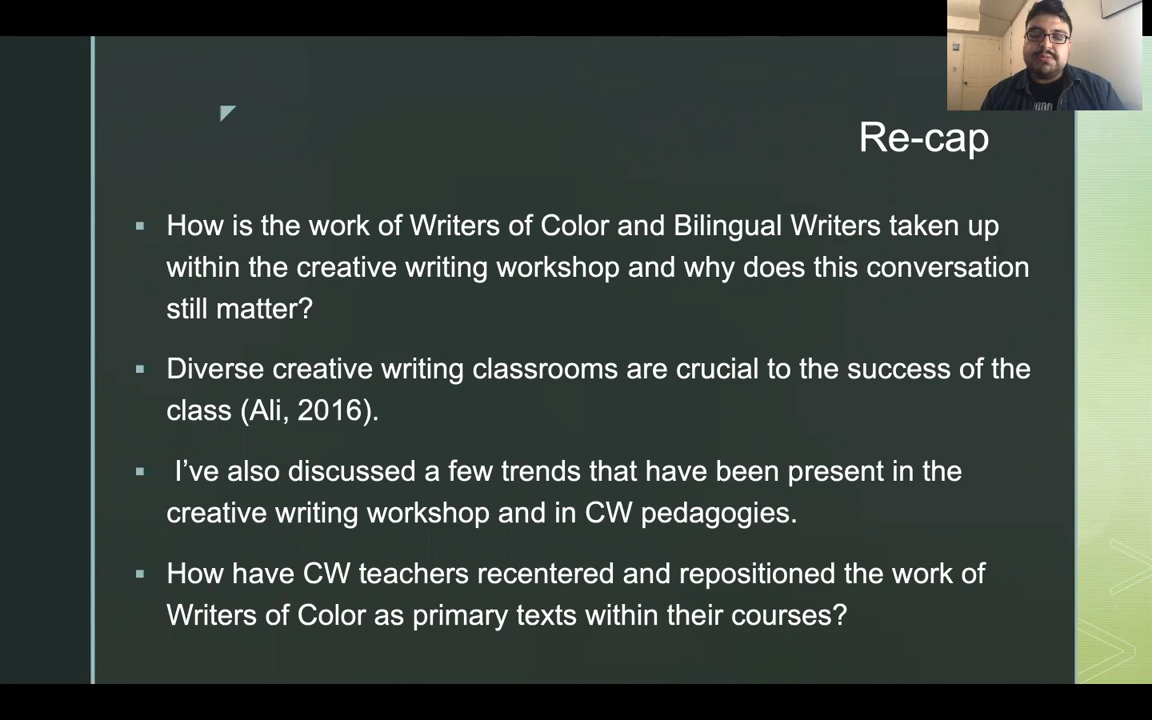 Re-cap
▪ How is the work of Writers of Color and Bilingual Writers taken up
within the creative writing workshop and why does this conversation
still matter?
▪ Diverse creative writing classrooms are crucial to the success of the
class (Ali, 2016).
▪ I’ve also discussed a few trends that have been present in the
creative writing workshop and in CW pedagogies.
▪ How have CW teachers recentered and repositioned the work of
Writers of Color as primary texts within their courses?